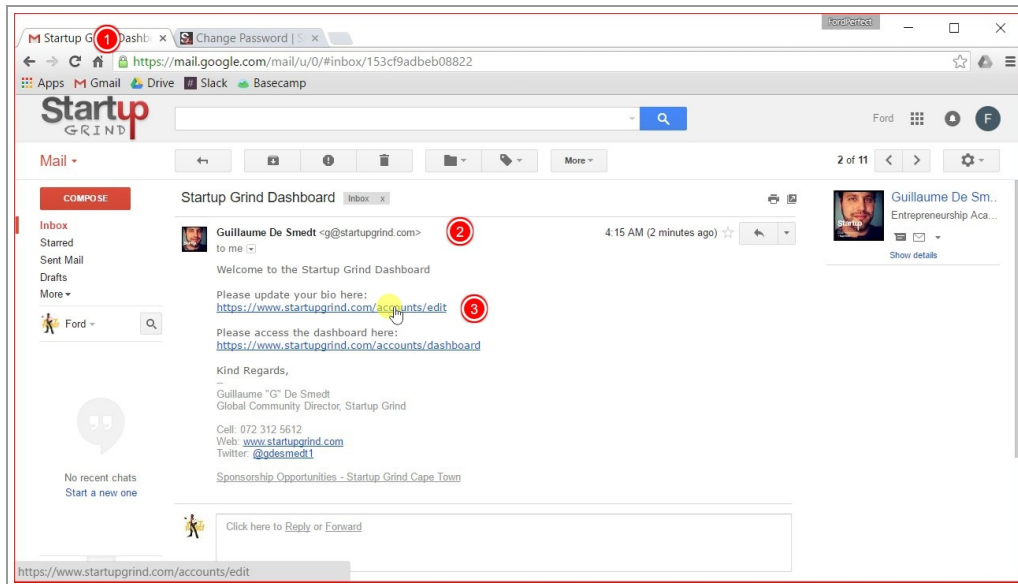 FordPerfect
Startup G 1 Dashb
Change Password | S
https://mail.google.com/mail/u/0/#inbox/153cf9adbeb08822
Apps Gmail Drive Slack Basecamp
Startup
GRIND
Ford
F
Mail
More
2 of 11
COMPOSE
Startup Grind Dashboard Inbox x
Guillaume De Sm..
Entrepreneurship Aca...
Show details
Startup
Inbox
Starred
Sent Mail
Drafts
More
Ford
Guillaume De Smedt <g@startupgrind.com> 2 4:15 AM (2 minutes ago)
to me
Welcome to the Startup Grind Dashboard
Please update your bio here:
https://www.startupgrind.com/accounts/edit 3
Please access the dashboard here:
https://www.startupgrind.com/accounts/dashboard
Kind Regards,
--
Guillaume "G" De Smedt
Global Community Director, Startup Grind
Cell: 072 312 5612
Web: www.startupgrind.com
Twitter: @gdesmedt1
Sponsorship Opportunities - Startup Grind Cape Town
No recent chats
Start a new one
Click here to Reply or Forward
https://www.startupgrind.com/accounts/edit